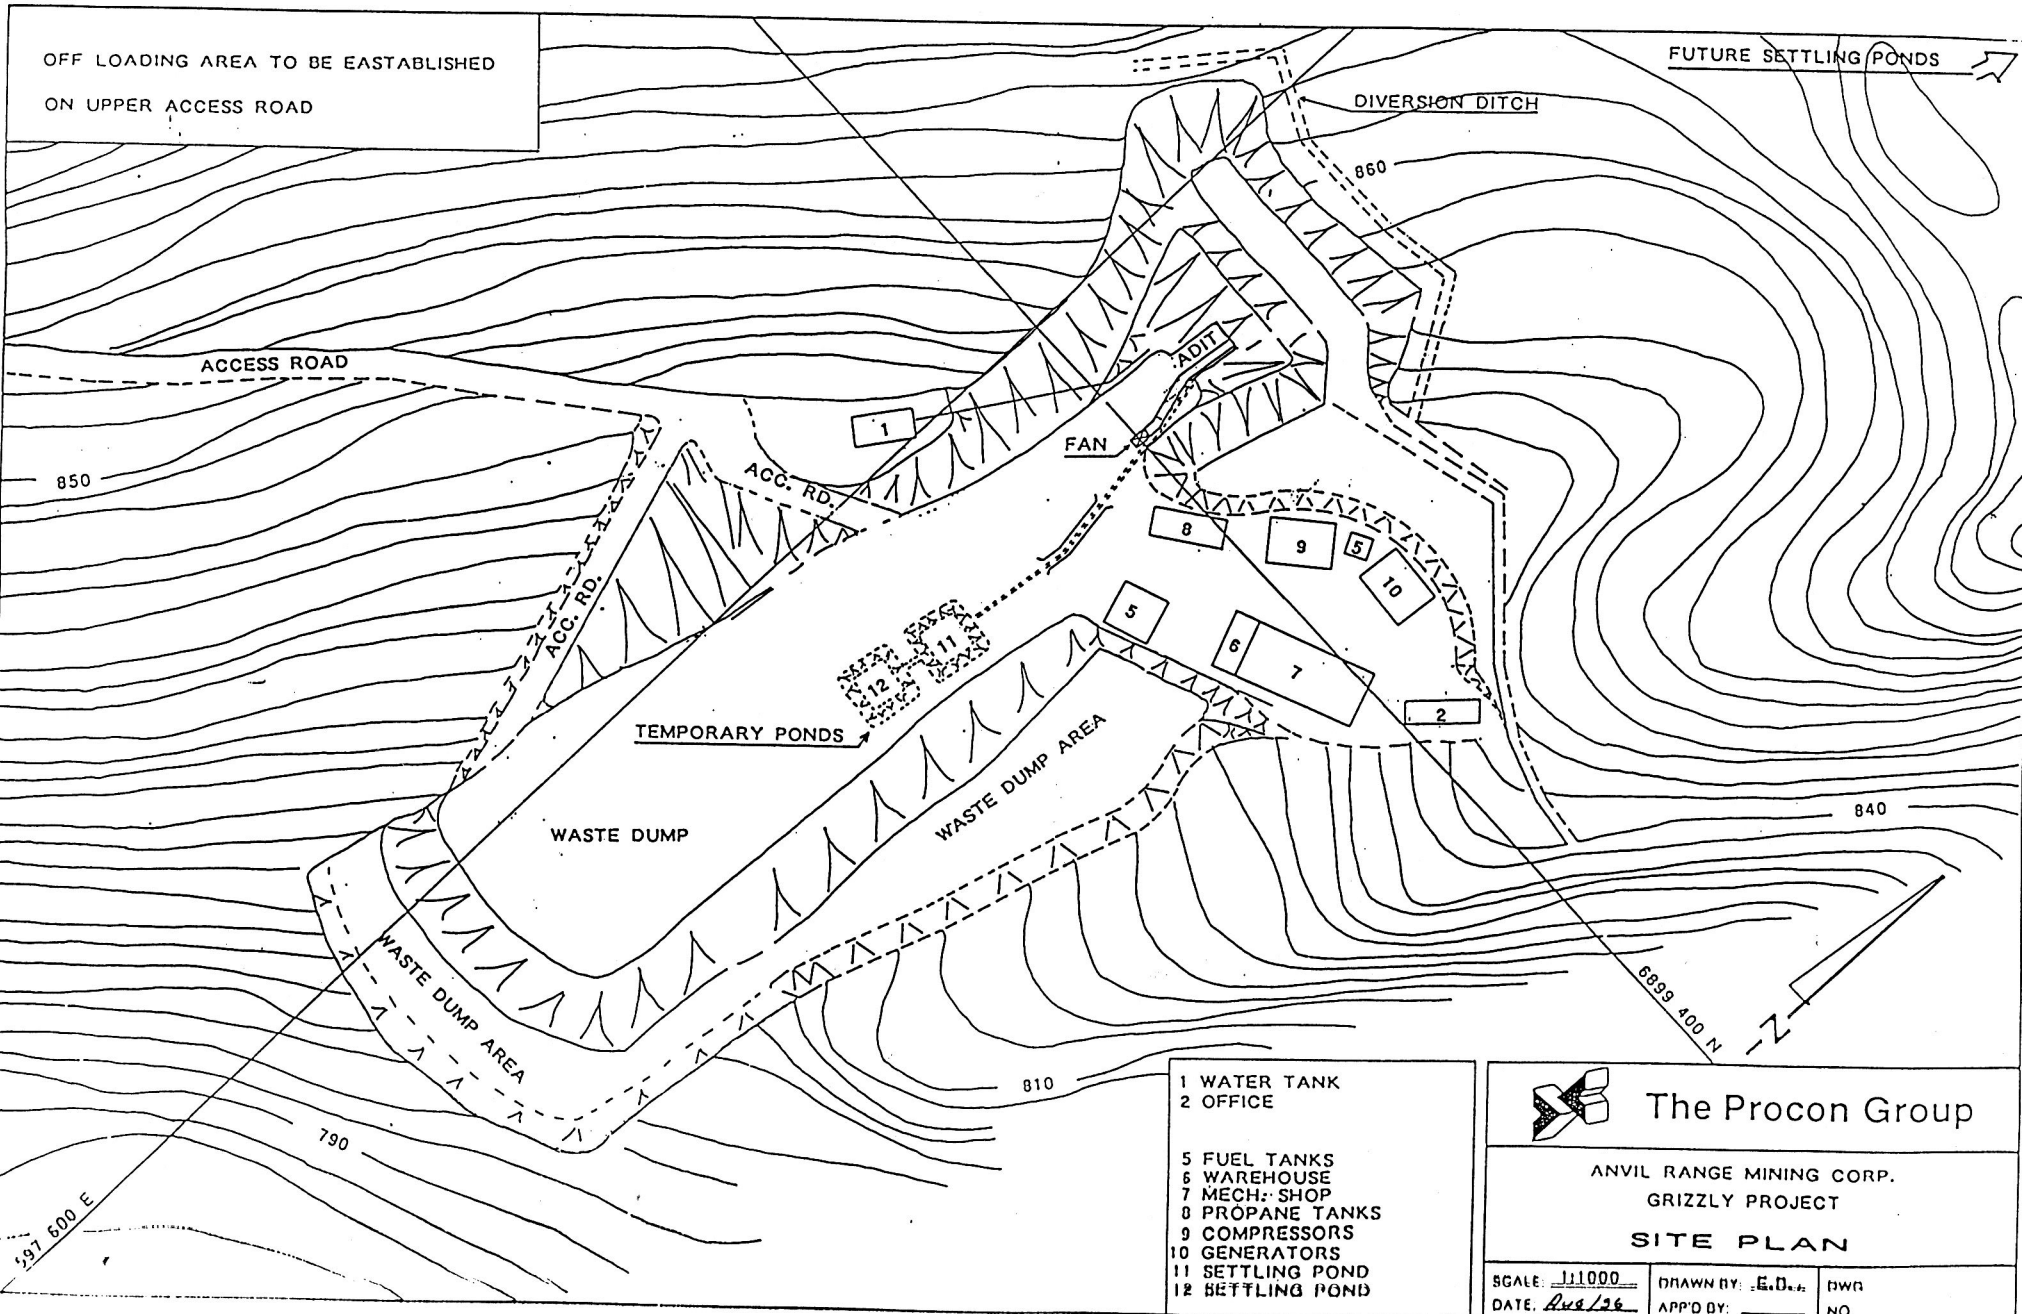 OFF LOADING AREA TO BE EASTABLISHED
ON UPPER ACCESS ROAD
FUTURE SETTLING PONDS
DIVERSION DITCH
860
ACCESS ROAD
ADIT
1
FAN
850
ACC. RD.
8
9
5
10
ACC. RD.
5
11
6
7
12
2
TEMPORARY PONDS
WASTE DUMP AREA
WASTE DUMP
840
WASTE DUMP AREA
6899 400 N
N
810
790
597 600 E
1 WATER TANK
2 OFFICE
5 FUEL TANKS
6 WAREHOUSE
7 MECH. SHOP
8 PROPANE TANKS
9 COMPRESSORS
10 GENERATORS
11 SETTLING POND
12 SETTLING POND
The Procon Group
ANVIL RANGE MINING CORP.
GRIZZLY PROJECT
SITE PLAN
SCALE: 1:1000
DRAWN BY:
DWG
DATE. Aug/96
APP'D BY:
NO